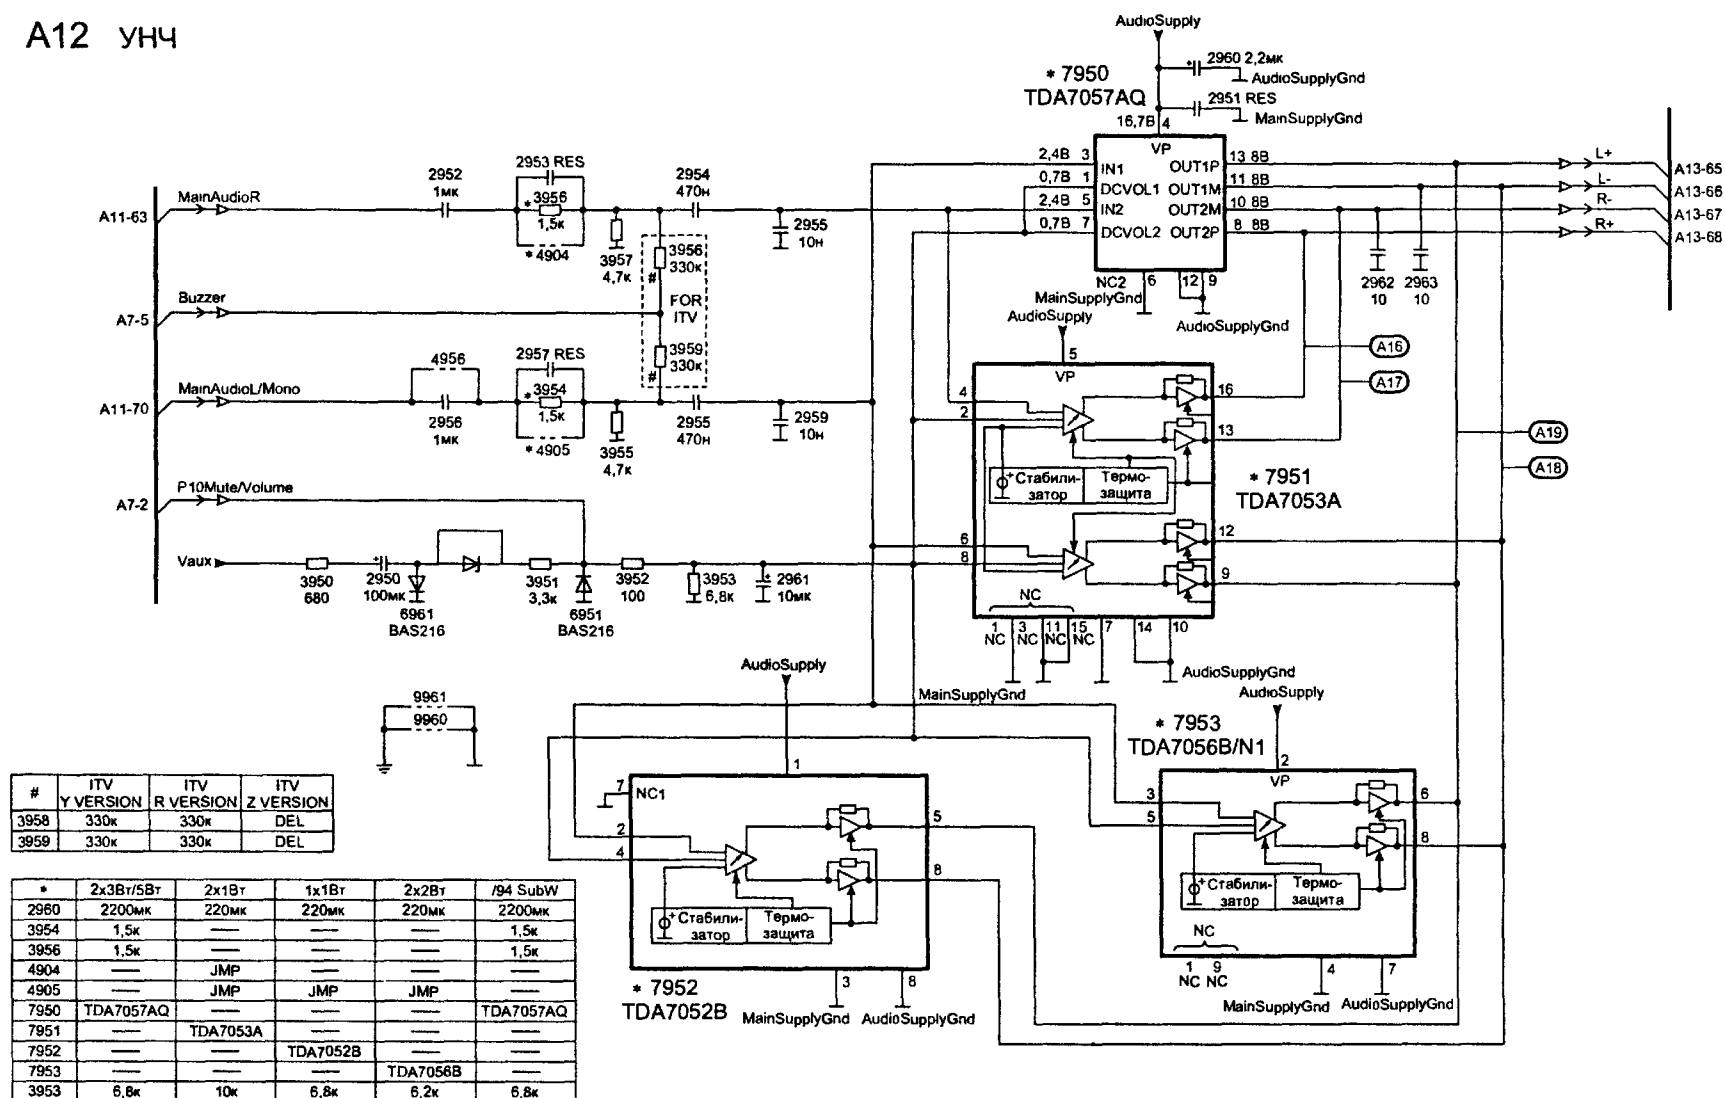 A12 УНЧ
AudioSupply
2960 2,2мк
AudioSupplyGnd
* 7950
TDA7057AQ
2951 RES
MainSupplyGnd
16,7В 4
VP
2,4В 3 IN1 OUT1P 13 8В
0,7В 1 DCVOL1 OUT1M 11 8В
2,4В 5 IN2 OUT2M 10 8В
0,7В 7 DCVOL2 OUT2P 8 8В
L+ A13-65
L- A13-66
R- A13-67
R+ A13-68
NC2 6 12 9
MainSupplyGnd
AudioSupplyGnd
2962
10
2963
10
A16
A17
A19
A18
MainAudioR
A11-63
2952
1мк
2953 RES
* 3956
1,5к
* 4904
2954
470н
2955
10н
3957
4,7к
3956
330к
#
FOR
ITV
3959
330к
#
Buzzer
A7-5
MainAudioL/Mono
A11-70
4956
2956
1мк
2957 RES
* 3954
1,5к
* 4905
3955
4,7к
2955
470н
2959
10н
P10Mute/Volume
A7-2
Vaux
3950
680
2950
100мк
6961
BAS216
3951
3,3к
6951
BAS216
3952
100
3953
6,8к
2961
10мк
AudioSupply
5
VP
4
2
16
13
Стабили-
затор
Термо-
защита
* 7951
TDA7053A
6
8
12
9
NC
1 3 11 15 7 14 10
NC NC NC NC
MainSupplyGnd
AudioSupplyGnd
9961
9960
AudioSupply
1
7 NC1
2
4
5
8
Стабили-
затор
Термо-
защита
3 8
* 7952
TDA7052B
MainSupplyGnd AudioSupplyGnd
AudioSupply
* 7953
TDA7056B/N1
2
VP
3
5
6
8
Стабили-
затор
Термо-
защита
NC
1 9
NC NC
4 7
MainSupplyGnd AudioSupplyGnd
# ITV Y VERSION ITV R VERSION ITV Z VERSION
3958 330к 330к DEL
3959 330к 330к DEL
* 2х3Вт/5Вт 2х1Вт 1х1Вт 2х2Вт /94 SubW
2960 2200мк 220мк 220мк 220мк 2200мк
3954 1,5к — — — 1,5к
3956 1,5к — — — 1,5к
4904 — JMP — — —
4905 — JMP JMP JMP —
7950 TDA7057AQ — — — TDA7057AQ
7951 — TDA7053A — — —
7952 — — TDA7052B — —
7953 — — — TDA7056B —
3953 6,8к 10к 6,8к 6,2к 6,8к